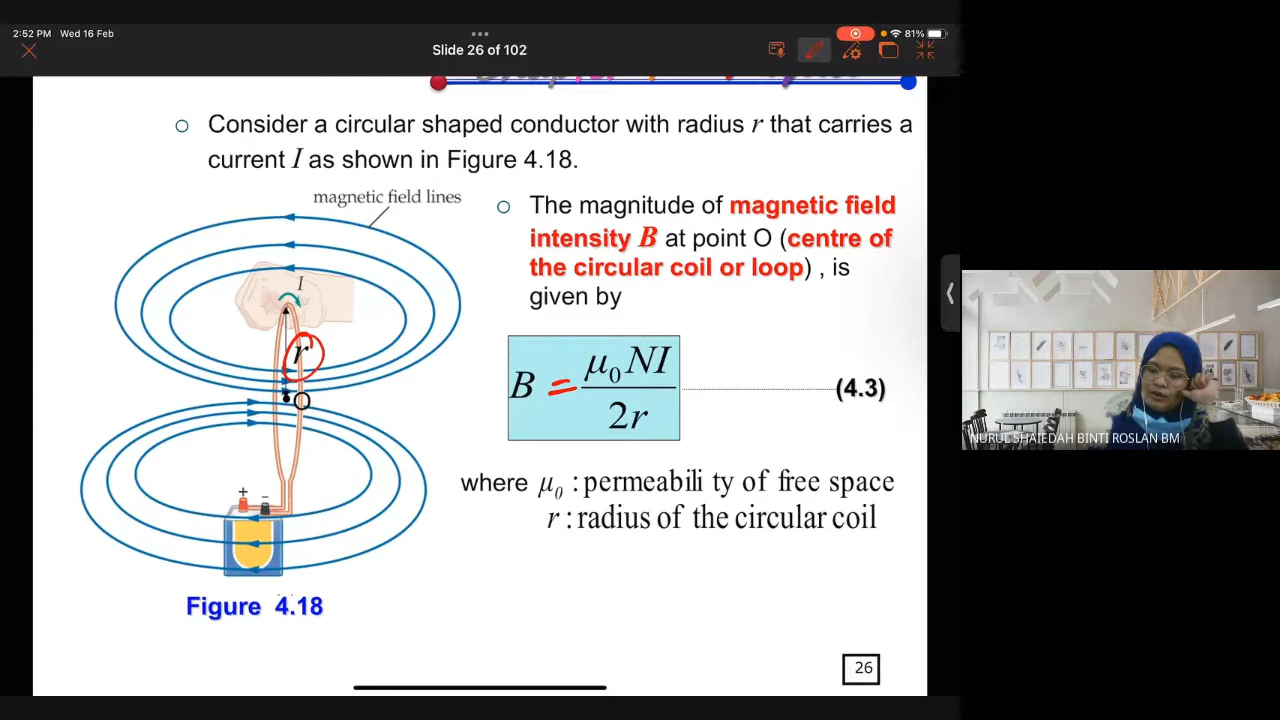 2:52 PM Wed 16 Feb
81%
Slide 26 of 102
Consider a circular shaped conductor with radius r that carries a
current I as shown in Figure 4.18.
magnetic field lines
I
r
O
+ −
Figure 4.18
The magnitude of magnetic field
intensity B at point O (centre of
the circular coil or loop) , is
given by
B = μ₀NI / 2r
(4.3)
where μ₀ : permeabili ty of free space
r : radius of the circular coil
26
NURUL SHAIEDAH BINTI ROSLAN BM